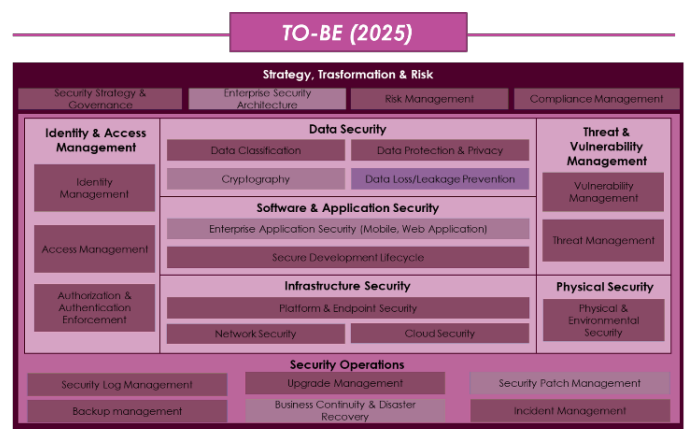 TO-BE (2025)
Strategy, Trasformation & Risk
Security Strategy &
Governance
Enterprise Security
Architecture
Risk Management
Compliance Management
Identity & Access
Management
Identity
Management
Access Management
Authorization &
Authentication
Enforcement
Data Security
Data Classification
Data Protection & Privacy
Cryptography
Data Loss/Leakage Prevention
Software & Application Security
Enterprise Application Security (Mobile, Web Application)
Secure Development Lifecycle
Infrastructure Security
Platform & Endpoint Security
Network Security
Cloud Security
Threat &
Vulnerability
Management
Vulnerability
Management
Threat Management
Physical Security
Physical &
Environmental
Security
Security Operations
Security Log Management
Upgrade Management
Security Patch Management
Backup management
Business Continuity & Disaster
Recovery
Incident Management